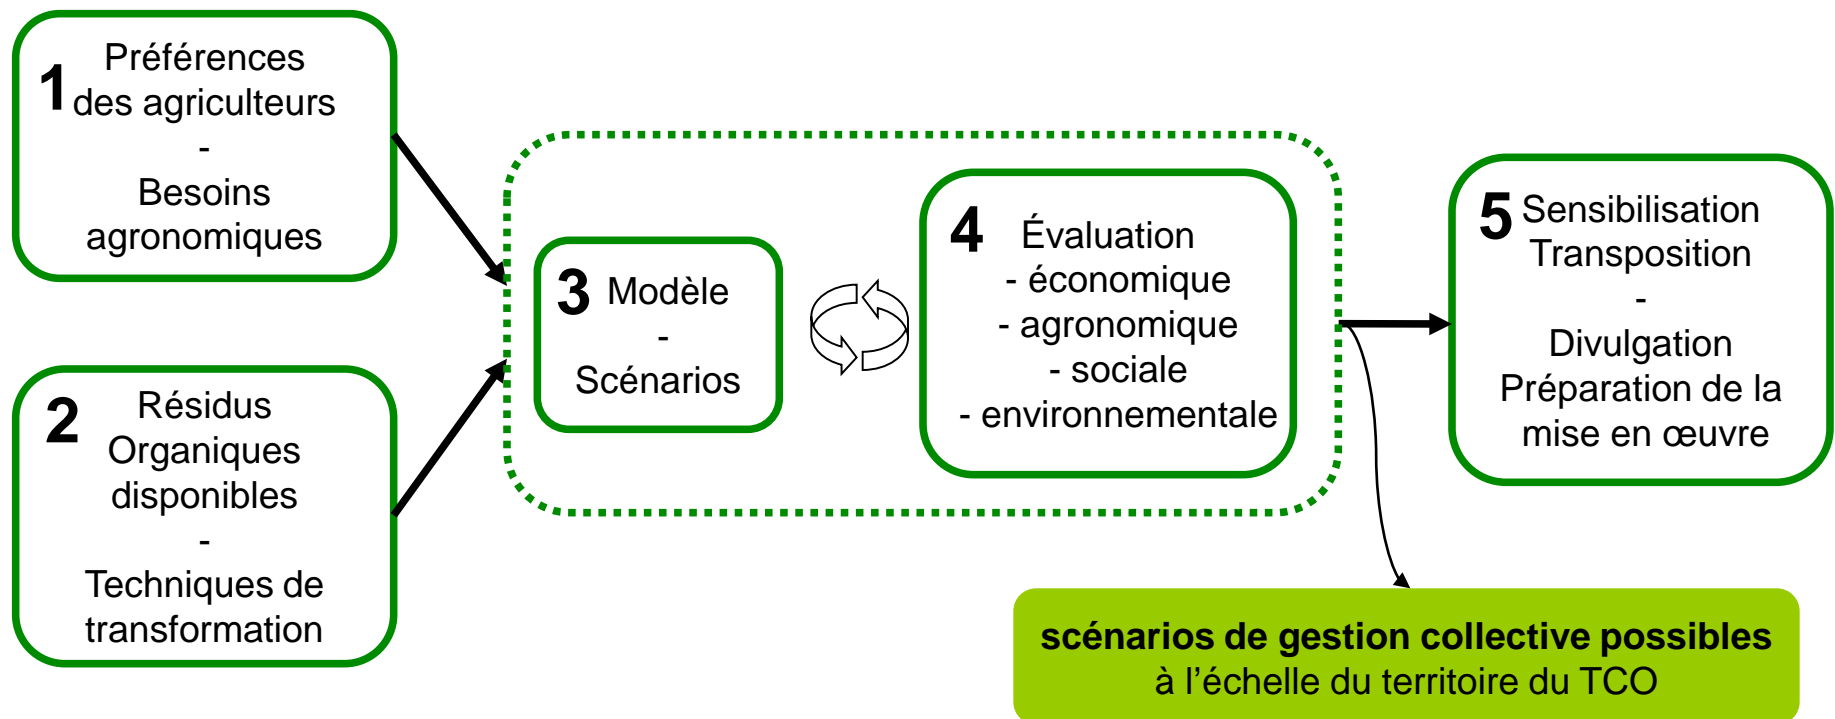 1
Préférences
des agriculteurs
-
Besoins
agronomiques
2
Résidus
Organiques
disponibles
-
Techniques de
transformation
3
Modèle
-
Scénarios
4
Évaluation
- économique
- agronomique
- sociale
- environnementale
5
Sensibilisation
Transposition
-
Divulgation
Préparation de la
mise en œuvre
scénarios de gestion collective possibles
à l’échelle du territoire du TCO